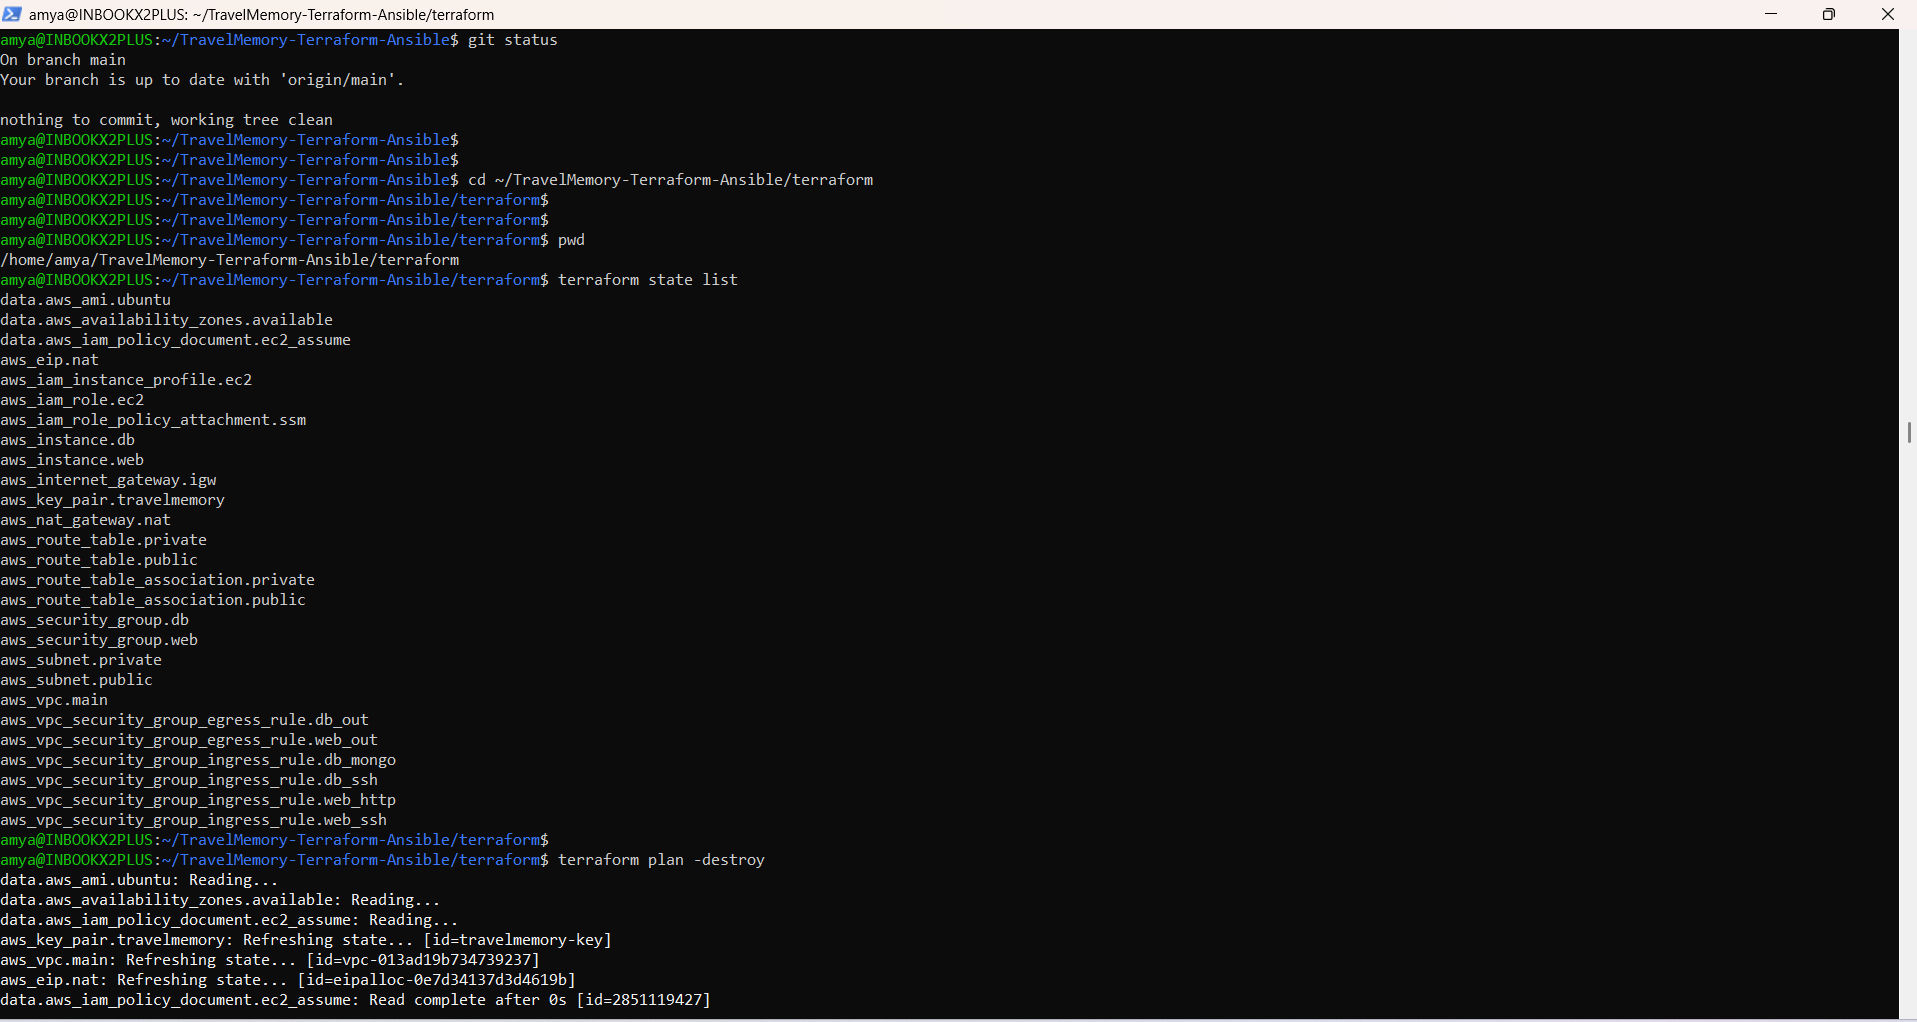 amya@INBOOKX2PLUS: ~/TravelMemory-Terraform-Ansible/terraform
amya@INBOOKX2PLUS:~/TravelMemory-Terraform-Ansible$ git status
On branch main
Your branch is up to date with 'origin/main'.
nothing to commit, working tree clean
amya@INBOOKX2PLUS:~/TravelMemory-Terraform-Ansible$
amya@INBOOKX2PLUS:~/TravelMemory-Terraform-Ansible$
amya@INBOOKX2PLUS:~/TravelMemory-Terraform-Ansible$ cd ~/TravelMemory-Terraform-Ansible/terraform
amya@INBOOKX2PLUS:~/TravelMemory-Terraform-Ansible/terraform$
amya@INBOOKX2PLUS:~/TravelMemory-Terraform-Ansible/terraform$
amya@INBOOKX2PLUS:~/TravelMemory-Terraform-Ansible/terraform$ pwd
/home/amya/TravelMemory-Terraform-Ansible/terraform
amya@INBOOKX2PLUS:~/TravelMemory-Terraform-Ansible/terraform$ terraform state list
data.aws_ami.ubuntu
data.aws_availability_zones.available
data.aws_iam_policy_document.ec2_assume
aws_eip.nat
aws_iam_instance_profile.ec2
aws_iam_role.ec2
aws_iam_role_policy_attachment.ssm
aws_instance.db
aws_instance.web
aws_internet_gateway.igw
aws_key_pair.travelmemory
aws_nat_gateway.nat
aws_route_table.private
aws_route_table.public
aws_route_table_association.private
aws_route_table_association.public
aws_security_group.db
aws_security_group.web
aws_subnet.private
aws_subnet.public
aws_vpc.main
aws_vpc_security_group_egress_rule.db_out
aws_vpc_security_group_egress_rule.web_out
aws_vpc_security_group_ingress_rule.db_mongo
aws_vpc_security_group_ingress_rule.db_ssh
aws_vpc_security_group_ingress_rule.web_http
aws_vpc_security_group_ingress_rule.web_ssh
amya@INBOOKX2PLUS:~/TravelMemory-Terraform-Ansible/terraform$
amya@INBOOKX2PLUS:~/TravelMemory-Terraform-Ansible/terraform$ terraform plan -destroy
data.aws_ami.ubuntu: Reading...
data.aws_availability_zones.available: Reading...
data.aws_iam_policy_document.ec2_assume: Reading...
aws_key_pair.travelmemory: Refreshing state... [id=travelmemory-key]
aws_vpc.main: Refreshing state... [id=vpc-013ad19b734739237]
aws_eip.nat: Refreshing state... [id=eipalloc-0e7d34137d3d4619b]
data.aws_iam_policy_document.ec2_assume: Read complete after 0s [id=2851119427]